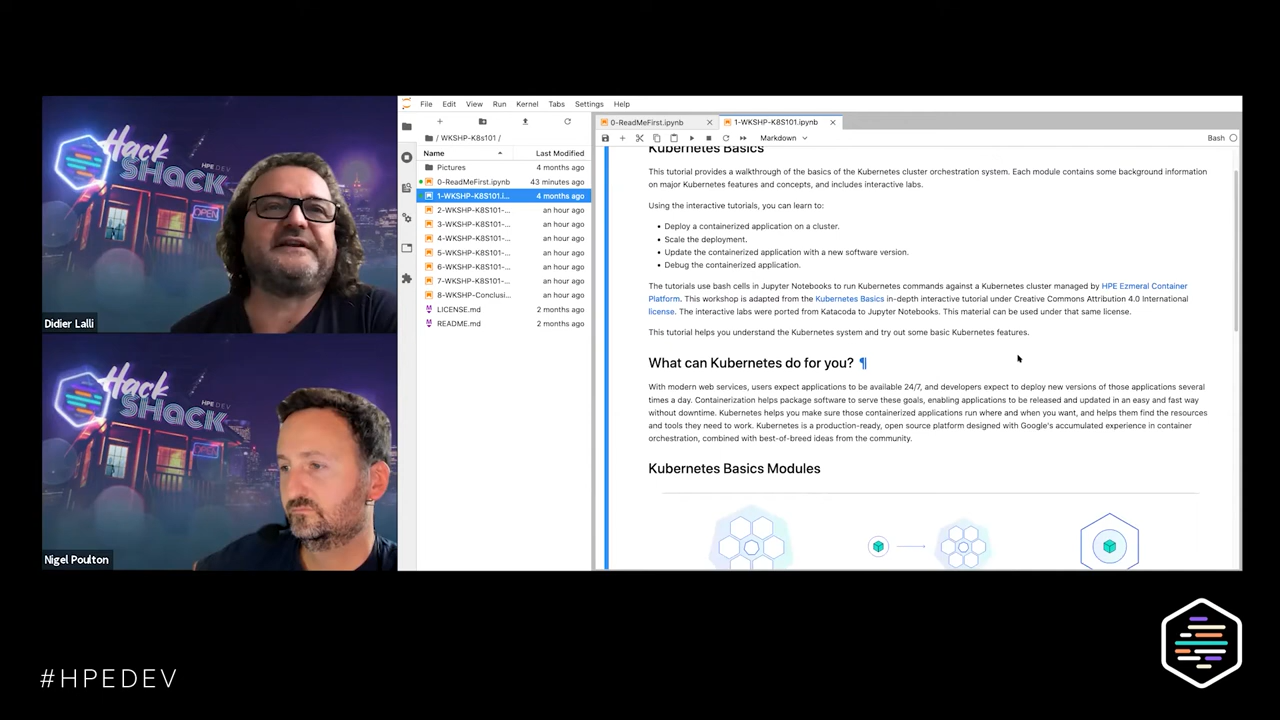 Hack
HPE DEV
SHACK
OPEN
Didier Lalli
Hack
HPE DEV
SHACK
OPEN
Nigel Poulton
File Edit View Run Kernel Tabs Settings Help
/ WKSHP-K8s101 /
Name Last Modified
Pictures 4 months ago
0-ReadMeFirst.ipynb 43 minutes ago
1-WKSHP-K8S101.i... 4 months ago
2-WKSHP-K8S101-... an hour ago
3-WKSHP-K8S101-... an hour ago
4-WKSHP-K8S101-... an hour ago
5-WKSHP-K8S101-... an hour ago
6-WKSHP-K8S101-... an hour ago
7-WKSHP-K8S101-... an hour ago
8-WKSHP-Conclusi... an hour ago
LICENSE.md 2 months ago
README.md 2 months ago
0-ReadMeFirst.ipynb 1-WKSHP-K8S101.ipynb
Markdown Bash
Kubernetes Basics
This tutorial provides a walkthrough of the basics of the Kubernetes cluster orchestration system. Each module contains some background information
on major Kubernetes features and concepts, and includes interactive labs.
Using the interactive tutorials, you can learn to:
• Deploy a containerized application on a cluster.
• Scale the deployment.
• Update the containerized application with a new software version.
• Debug the containerized application.
The tutorials use bash cells in Jupyter Notebooks to run Kubernetes commands against a Kubernetes cluster managed by HPE Ezmeral Container
Platform. This workshop is adapted from the Kubernetes Basics in-depth interactive tutorial under Creative Commons Attribution 4.0 International
license. The interactive labs were ported from Katacoda to Jupyter Notebooks. This material can be used under that same license.
This tutorial helps you understand the Kubernetes system and try out some basic Kubernetes features.
What can Kubernetes do for you? ¶
With modern web services, users expect applications to be available 24/7, and developers expect to deploy new versions of those applications several
times a day. Containerization helps package software to serve these goals, enabling applications to be released and updated in an easy and fast way
without downtime. Kubernetes helps you make sure those containerized applications run where and when you want, and helps them find the resources
and tools they need to work. Kubernetes is a production-ready, open source platform designed with Google's accumulated experience in container
orchestration, combined with best-of-breed ideas from the community.
Kubernetes Basics Modules
#HPEDEV